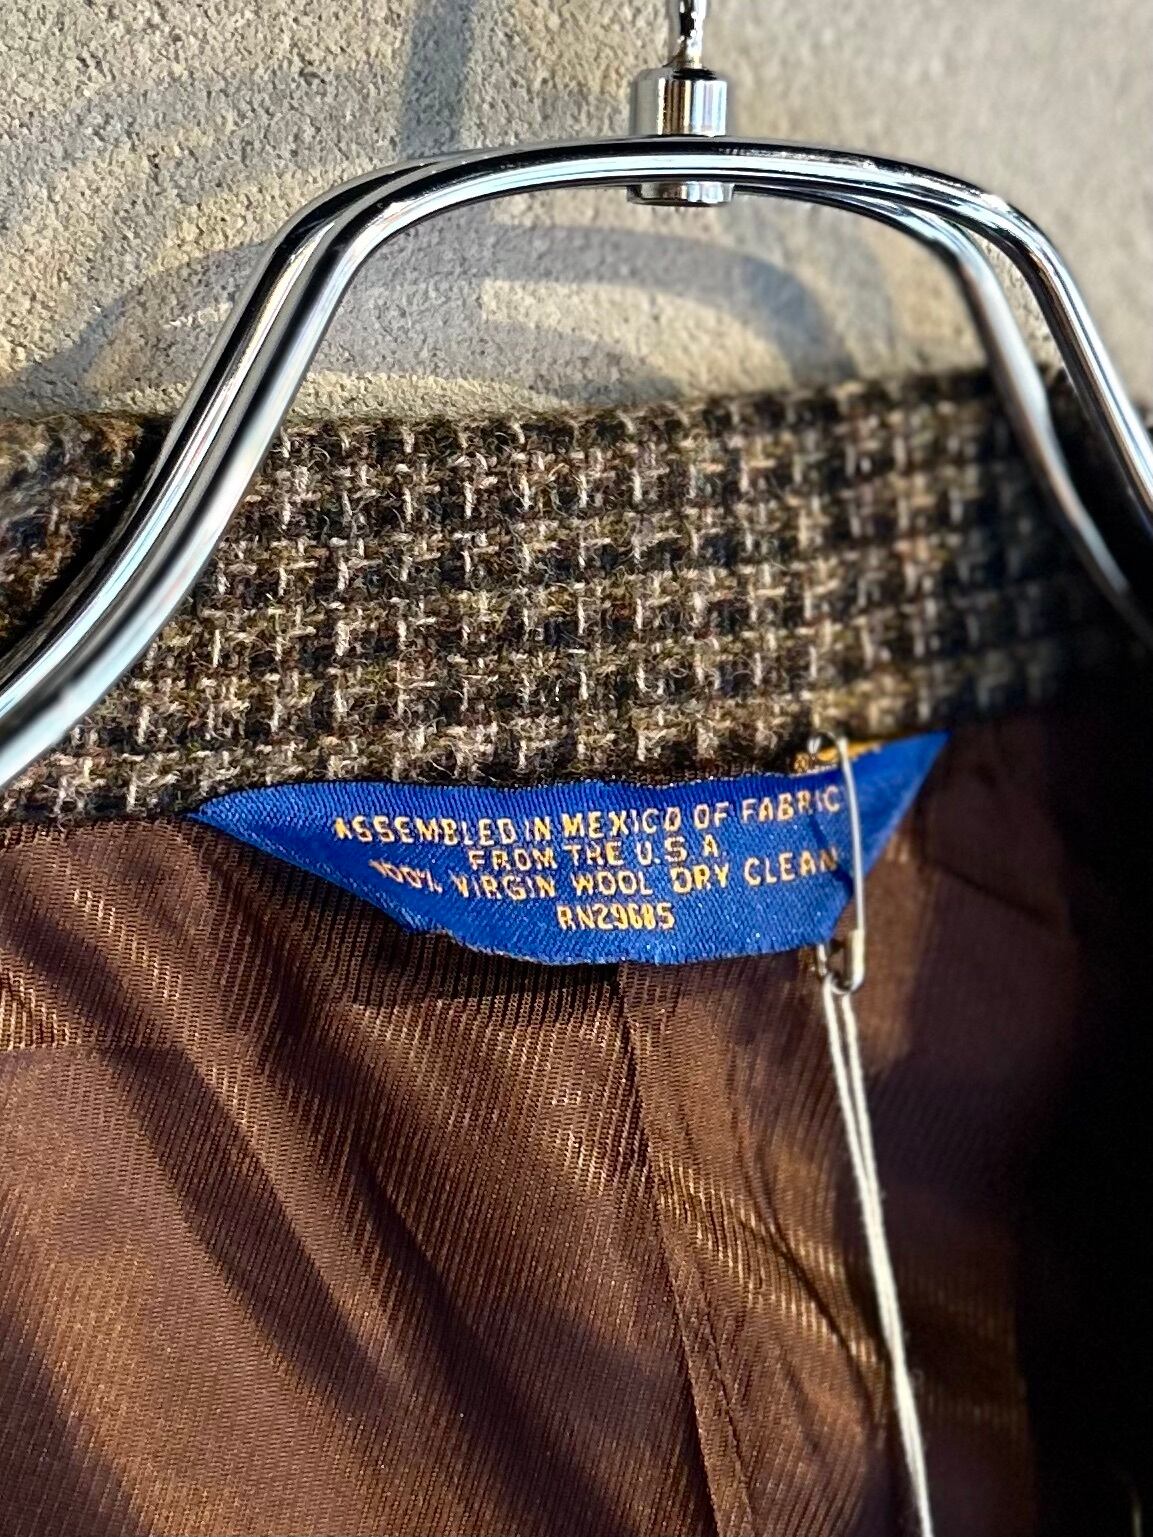 ASSEMBLED IN MEXICO OF FABRIC
FROM THE U.S.A
100% VIRGIN WOOL DRY CLEAN
RN29685